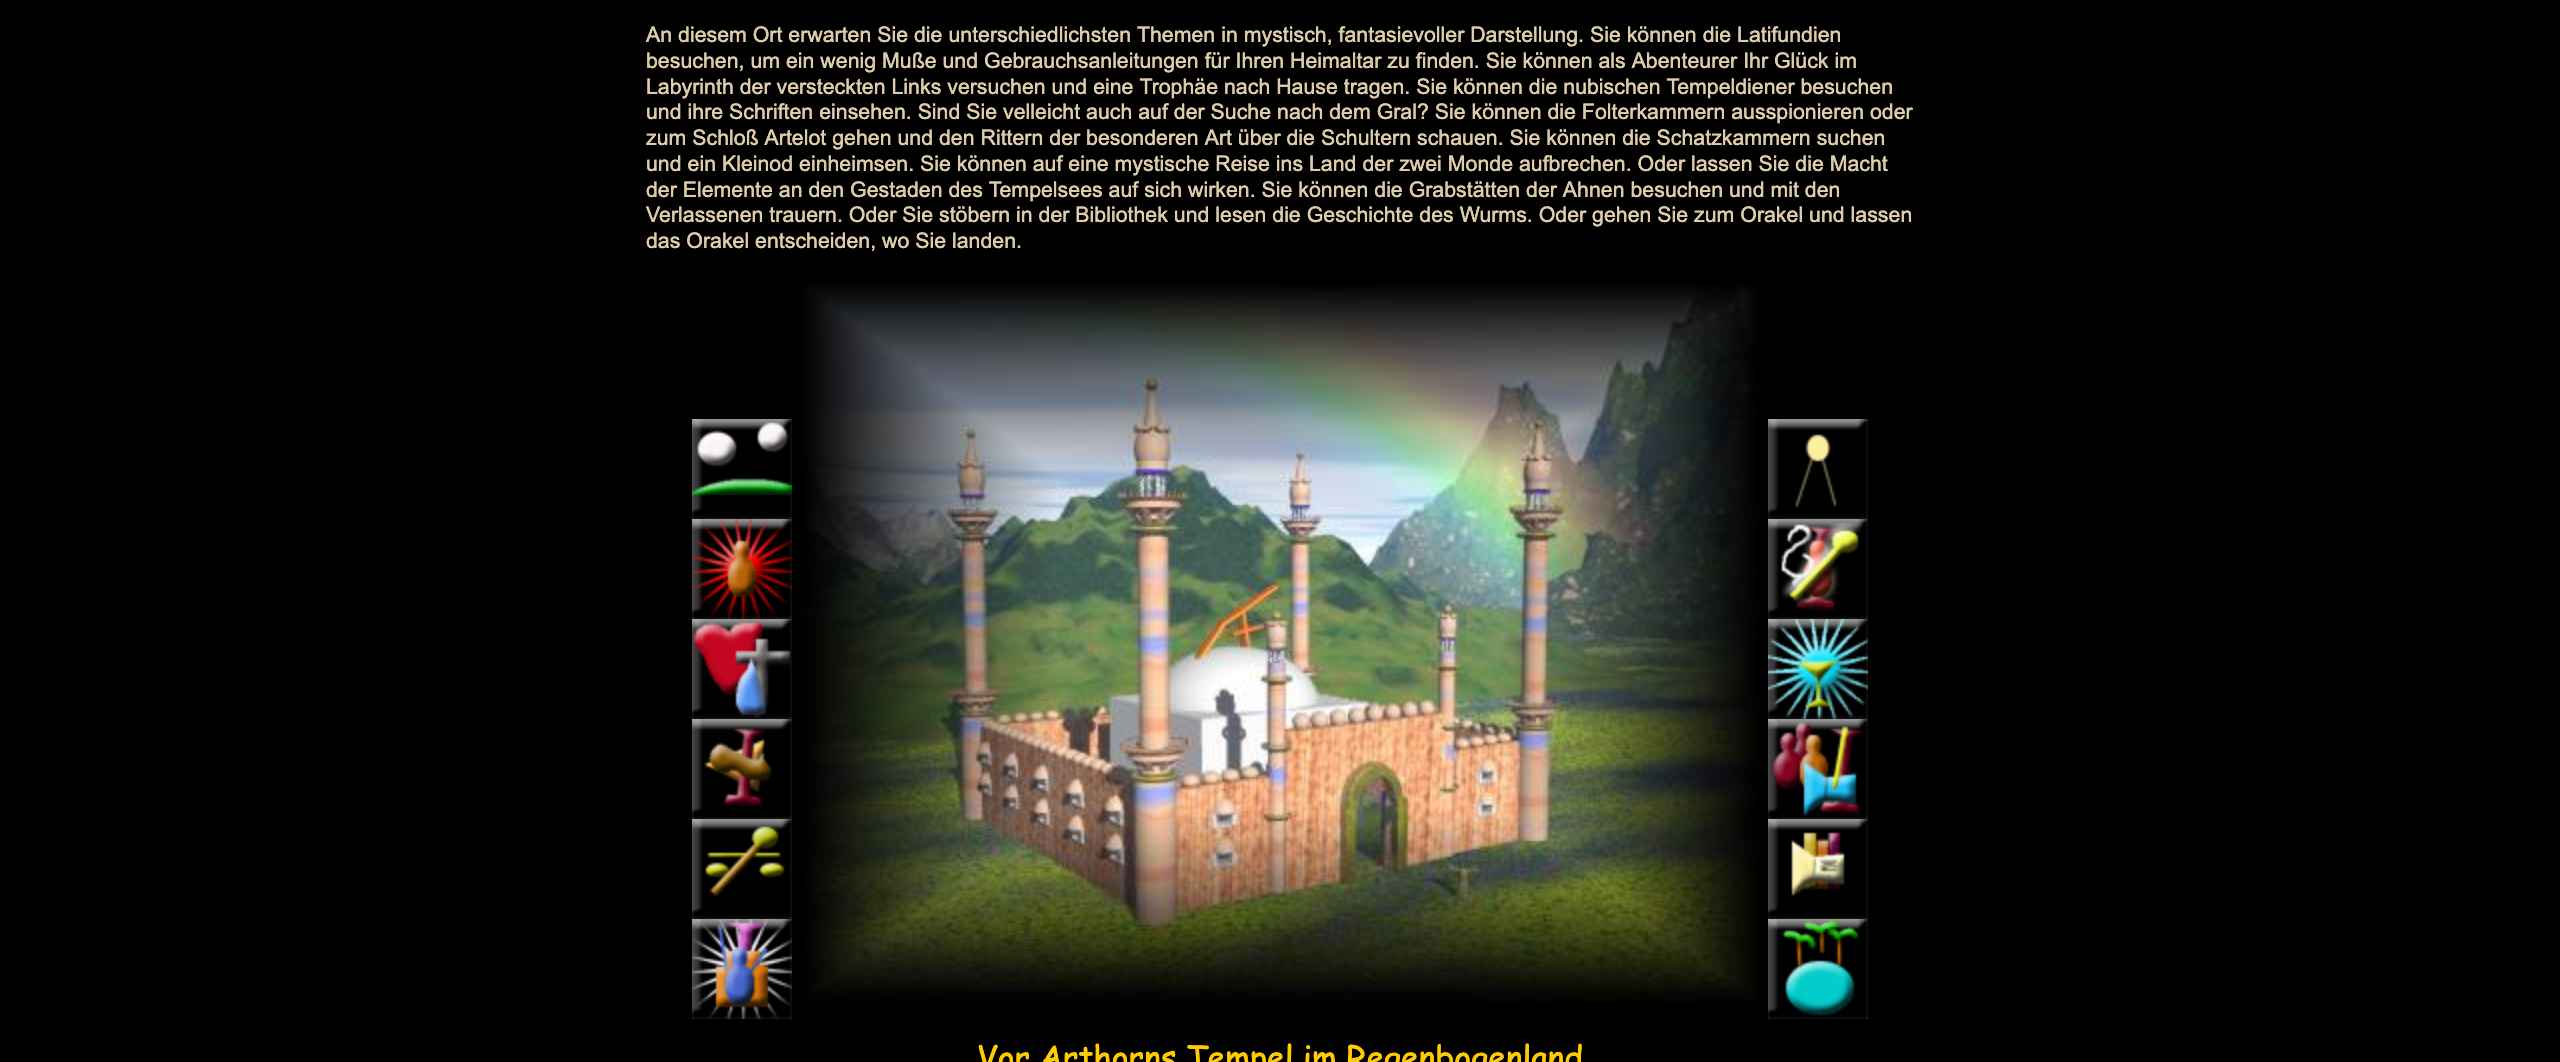 An diesem Ort erwarten Sie die unterschiedlichsten Themen in mystisch, fantasievoller Darstellung. Sie können die Latifundien
besuchen, um ein wenig Muße und Gebrauchsanleitungen für Ihren Heimaltar zu finden. Sie können als Abenteurer Ihr Glück im
Labyrinth der versteckten Links versuchen und eine Trophäe nach Hause tragen. Sie können die nubischen Tempeldiener besuchen
und ihre Schriften einsehen. Sind Sie velleicht auch auf der Suche nach dem Gral? Sie können die Folterkammern ausspionieren oder
zum Schloß Artelot gehen und den Rittern der besonderen Art über die Schultern schauen. Sie können die Schatzkammern suchen
und ein Kleinod einheimsen. Sie können auf eine mystische Reise ins Land der zwei Monde aufbrechen. Oder lassen Sie die Macht
der Elemente an den Gestaden des Tempelsees auf sich wirken. Sie können die Grabstätten der Ahnen besuchen und mit den
Verlassenen trauern. Oder Sie stöbern in der Bibliothek und lesen die Geschichte des Wurms. Oder gehen Sie zum Orakel und lassen
das Orakel entscheiden, wo Sie landen.
Vor Arthorns Tempel im Regenbogenland